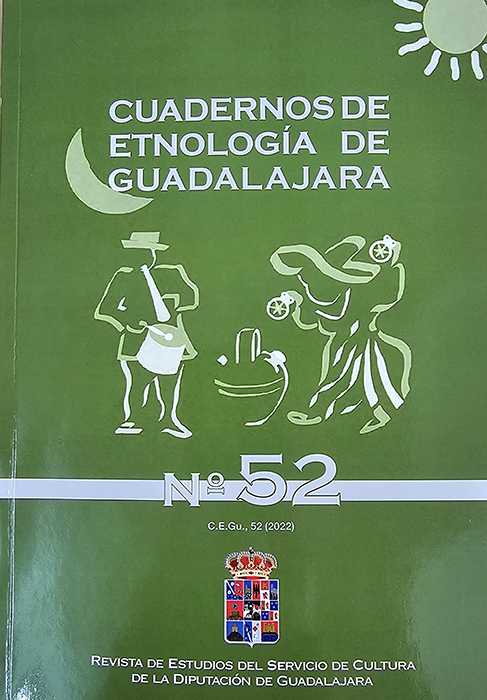 CUADERNOS DE
ETNOLOGÍA DE
GUADALAJARA
Nº 52
C.E.Gu., 52 (2022)
REVISTA DE ESTUDIOS DEL SERVICIO DE CULTURA
DE LA DIPUTACIÓN DE GUADALAJARA